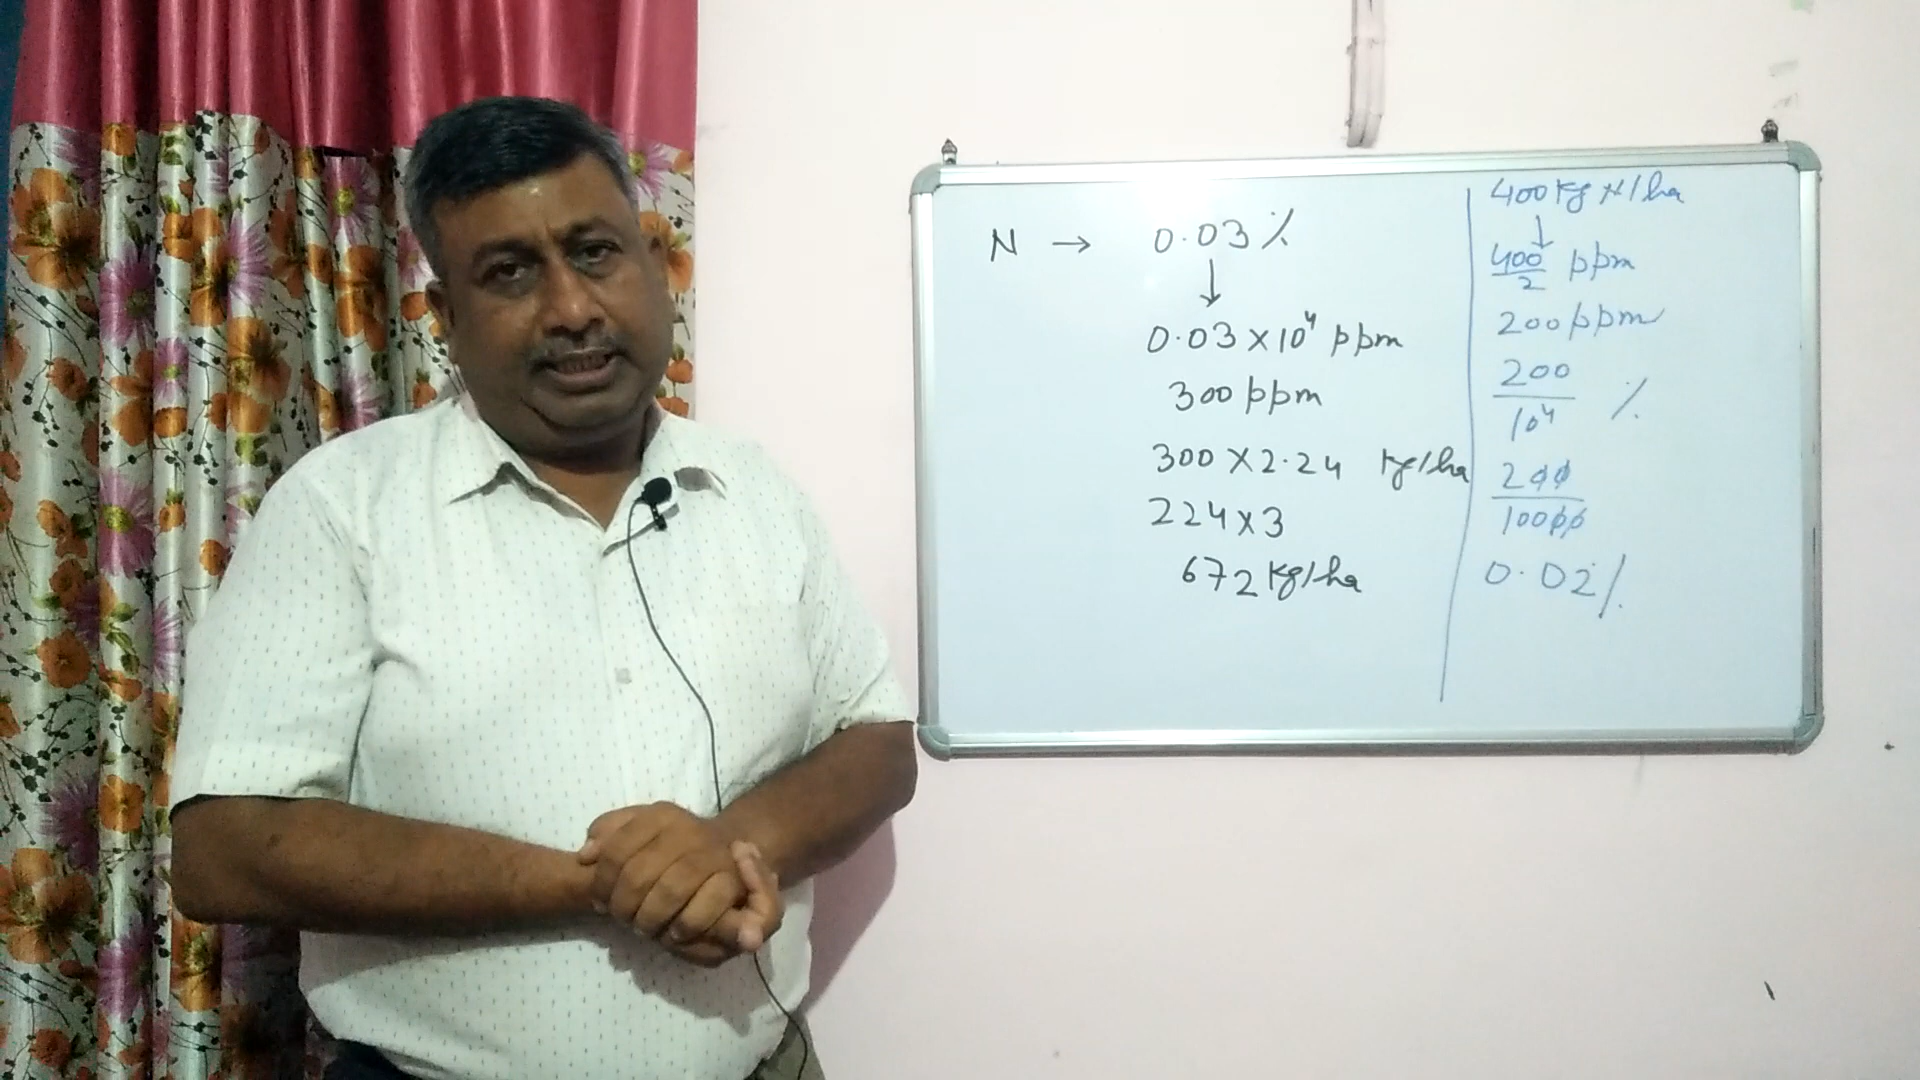 N → 0.03 %
↓
0.03 × 10⁴ ppm
300 ppm
300 × 2.24 Kg/ha
224 × 3
672 Kg/ha
400 Kg N/ha
↓
400/2 ppm
200 ppm
200/10⁴ %
200/10000
0.02 %